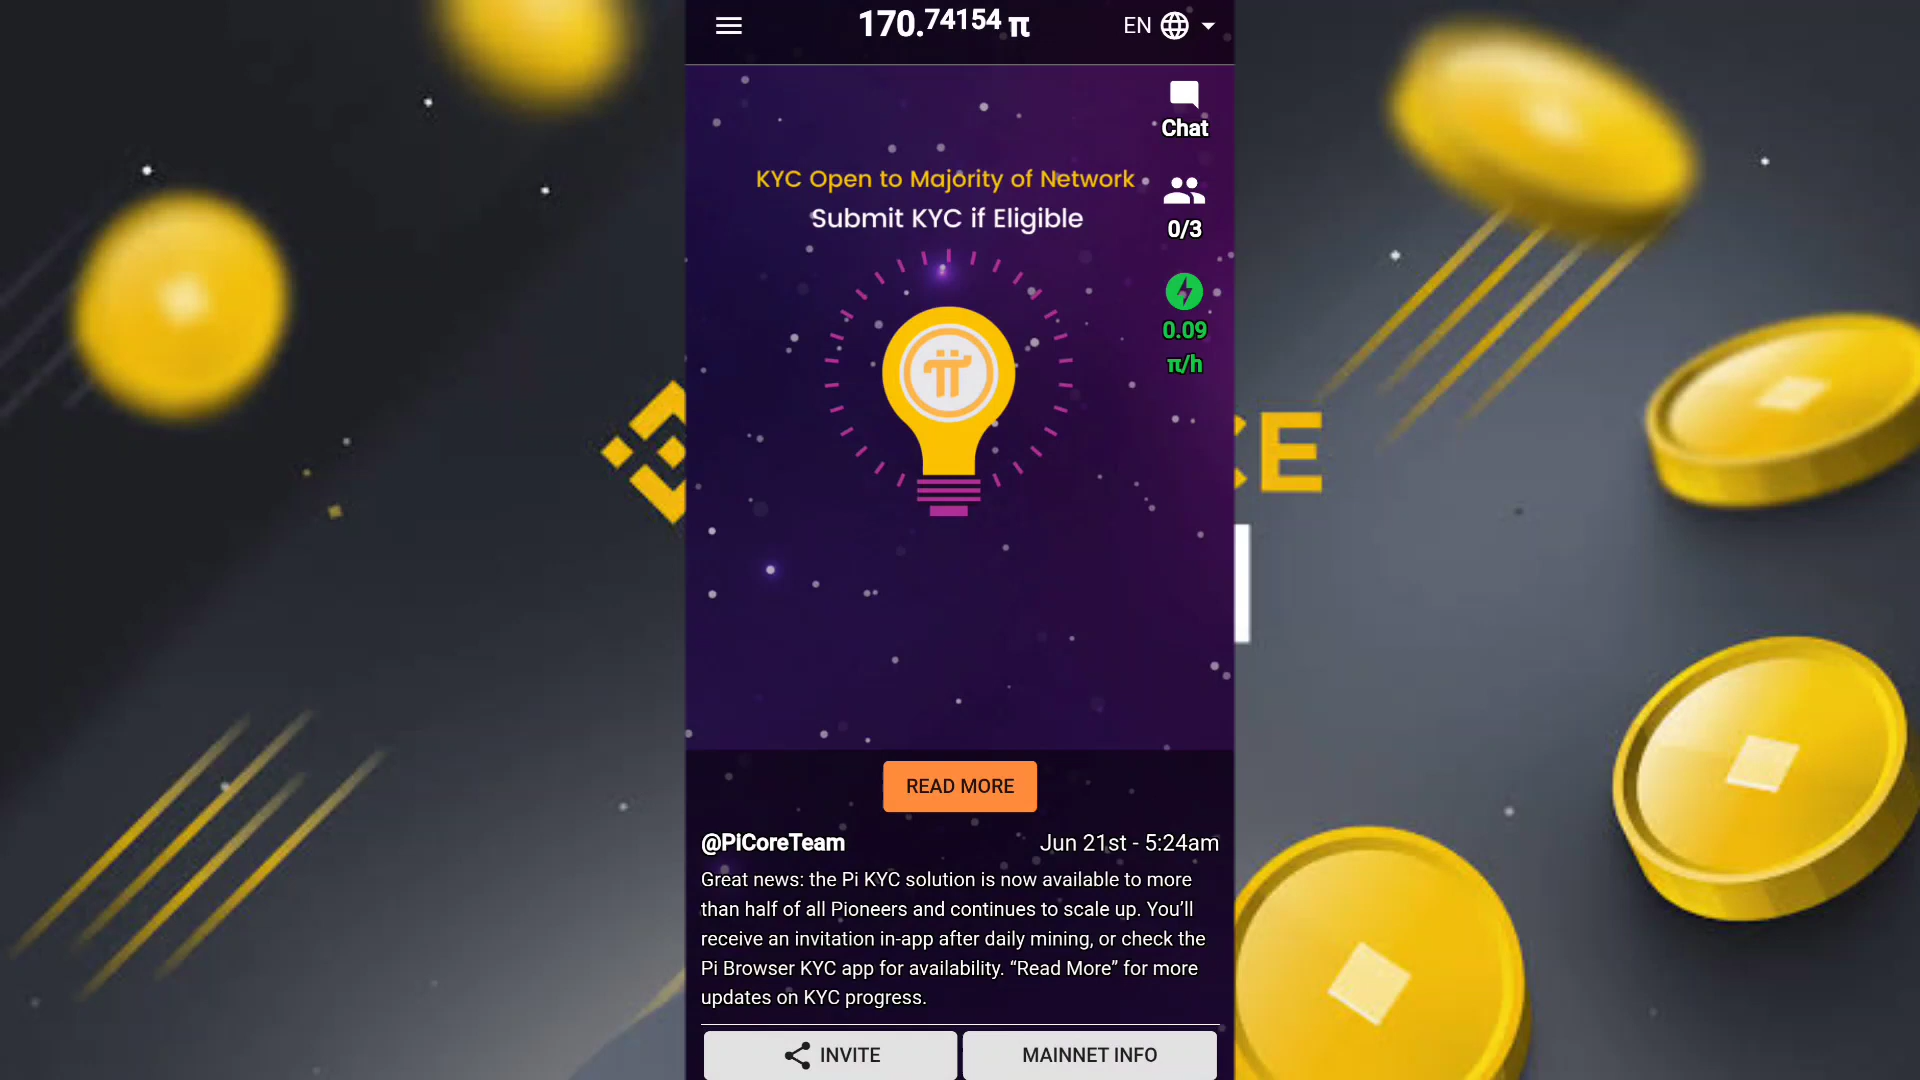 170.74154 π
EN
Chat
KYC Open to Majority of Network
Submit KYC if Eligible
0/3
0.09
π/h
CE
READ MORE
@PiCoreTeam
Jun 21st - 5:24am
Great news: the Pi KYC solution is now available to more
than half of all Pioneers and continues to scale up. You’ll
receive an invitation in-app after daily mining, or check the
Pi Browser KYC app for availability. “Read More” for more
updates on KYC progress.
INVITE
MAINNET INFO